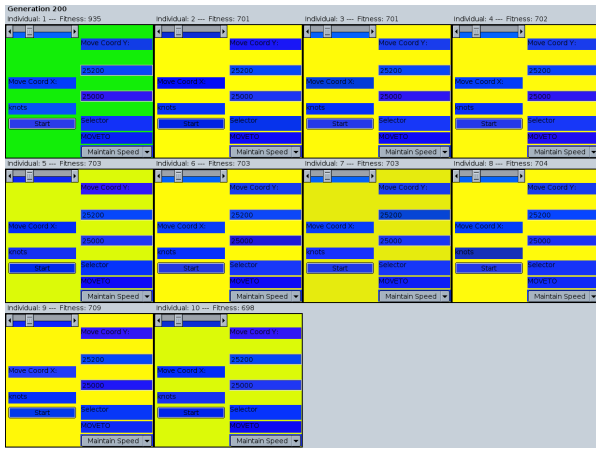 Generation 200
Individual: 1 --- Fitness: 935
Individual: 2 --- Fitness: 701
Individual: 3 --- Fitness: 701
Individual: 4 --- Fitness: 702
Move Coord Y:
Move Coord Y:
Move Coord Y:
Move Coord Y:
25200
25200
25200
25200
Move Coord X:
Move Coord X:
Move Coord X:
Move Coord X:
25000
25000
25000
25000
knots
knots
knots
knots
Start
Selector
Start
Selector
Start
Selector
Start
Selector
MOVETO
MOVETO
MOVETO
MOVETO
Maintain Speed
Maintain Speed
Maintain Speed
Maintain Speed
Individual: 5 --- Fitness: 703
Individual: 6 --- Fitness: 703
Individual: 7 --- Fitness: 703
Individual: 8 --- Fitness: 704
Move Coord Y:
Move Coord Y:
Move Coord Y:
Move Coord Y:
25200
25200
25200
25200
Move Coord X:
Move Coord X:
Move Coord X:
Move Coord X:
25000
25000
25000
25000
knots
knots
knots
knots
Start
Selector
Start
Selector
Start
Selector
Start
Selector
MOVETO
MOVETO
MOVETO
MOVETO
Maintain Speed
Maintain Speed
Maintain Speed
Maintain Speed
Individual: 9 --- Fitness: 709
Individual: 10 --- Fitness: 698
Move Coord Y:
Move Coord Y:
25200
25200
Move Coord X:
Move Coord X:
25000
25000
knots
knots
Start
Selector
Start
Selector
MOVETO
MOVETO
Maintain Speed
Maintain Speed